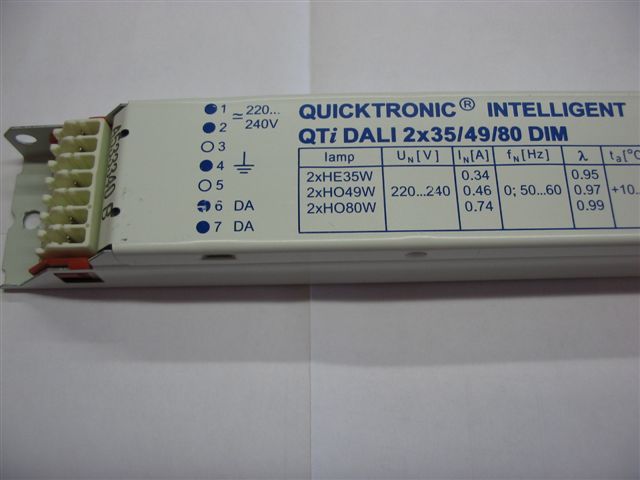 1 ≃ 220...
2 240V
3
4 ⏚
5
6 DA
7 DA
QUICKTRONIC® INTELLIGENT
QTi DALI 2x35/49/80 DIM
lamp UN[V] IN[A] fN[Hz] λ ta[°C
2xHE35W 0.34 0.95
2xHO49W 220...240 0.46 0; 50...60 0.97 +10...
2xHO80W 0.74 0.99